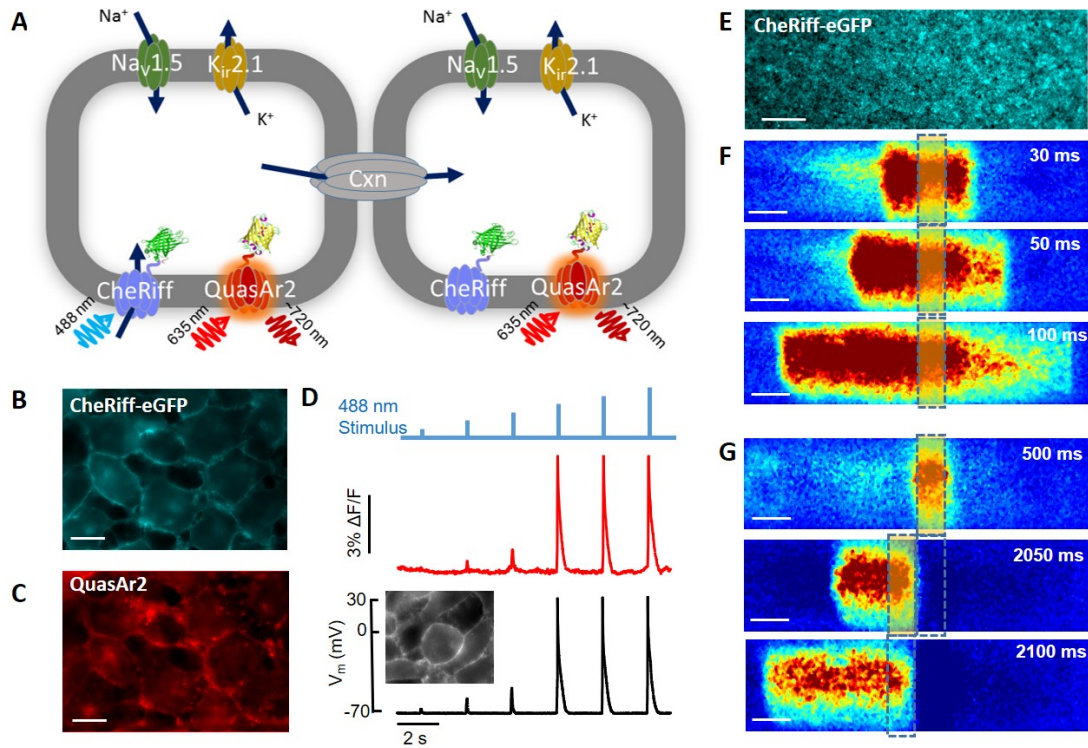 A
Na⁺
Na⁺
Naᵥ1.5
Kᵢᵣ2.1
Naᵥ1.5
Kᵢᵣ2.1
K⁺
K⁺
Cxn
CheRiff
QuasAr2
CheRiff
QuasAr2
488 nm
635 nm
~720 nm
635 nm
~720 nm
B
CheRiff-eGFP
C
QuasAr2
D
488 nm
Stimulus
3% ΔF/F
30
0
-70
Vₘ (mV)
2 s
E
CheRiff-eGFP
F
30 ms
50 ms
100 ms
G
500 ms
2050 ms
2100 ms